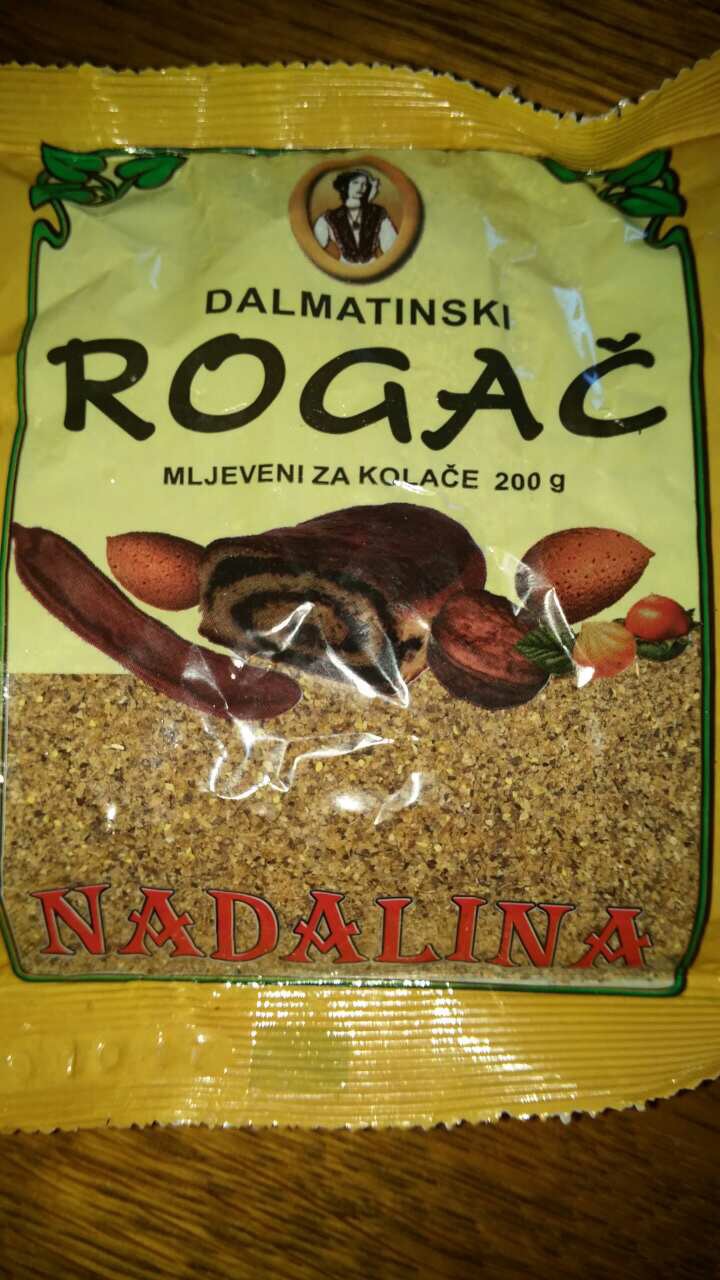 DALMATINSKI
ROGAČ
MLJEVENI ZA KOLAČE 200 g
NADALINA